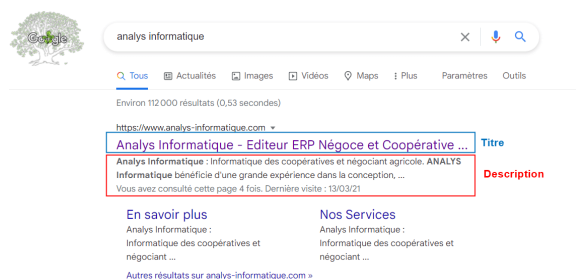 Google
analys informatique
Tous Actualités Images Vidéos Maps Plus Paramètres Outils
Environ 112 000 résultats (0,53 secondes)
https://www.analys-informatique.com
Analys Informatique - Editeur ERP Négoce et Coopérative ... Titre
Analys Informatique : Informatique des coopératives et négociant agricole. ANALYS
Informatique bénéficie d'une grande expérience dans la conception, ...
Description
Vous avez consulté cette page 4 fois. Dernière visite : 13/03/21
En savoir plus
Analys Informatique :
Informatique des coopératives et
négociant ...
Nos Services
Analys Informatique :
Informatique des coopératives et
négociant ...
Autres résultats sur analys-informatique.com »